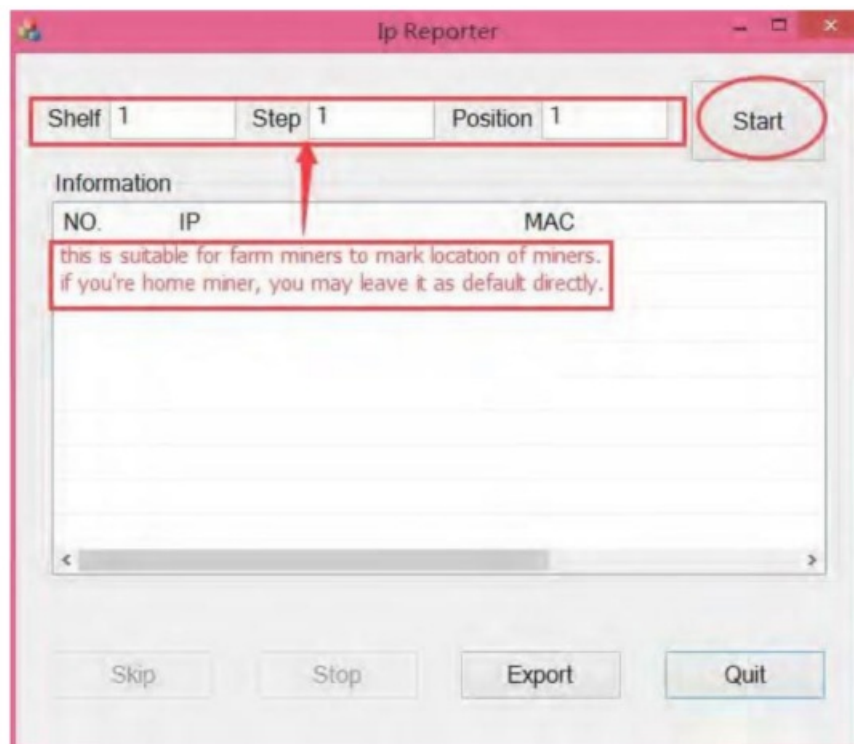 Ip Reporter
Shelf 1 Step 1 Position 1 Start
Information
NO. IP MAC
this is suitable for farm miners to mark location of miners.
if you're home miner, you may leave it as default directly.
Skip Stop Export Quit